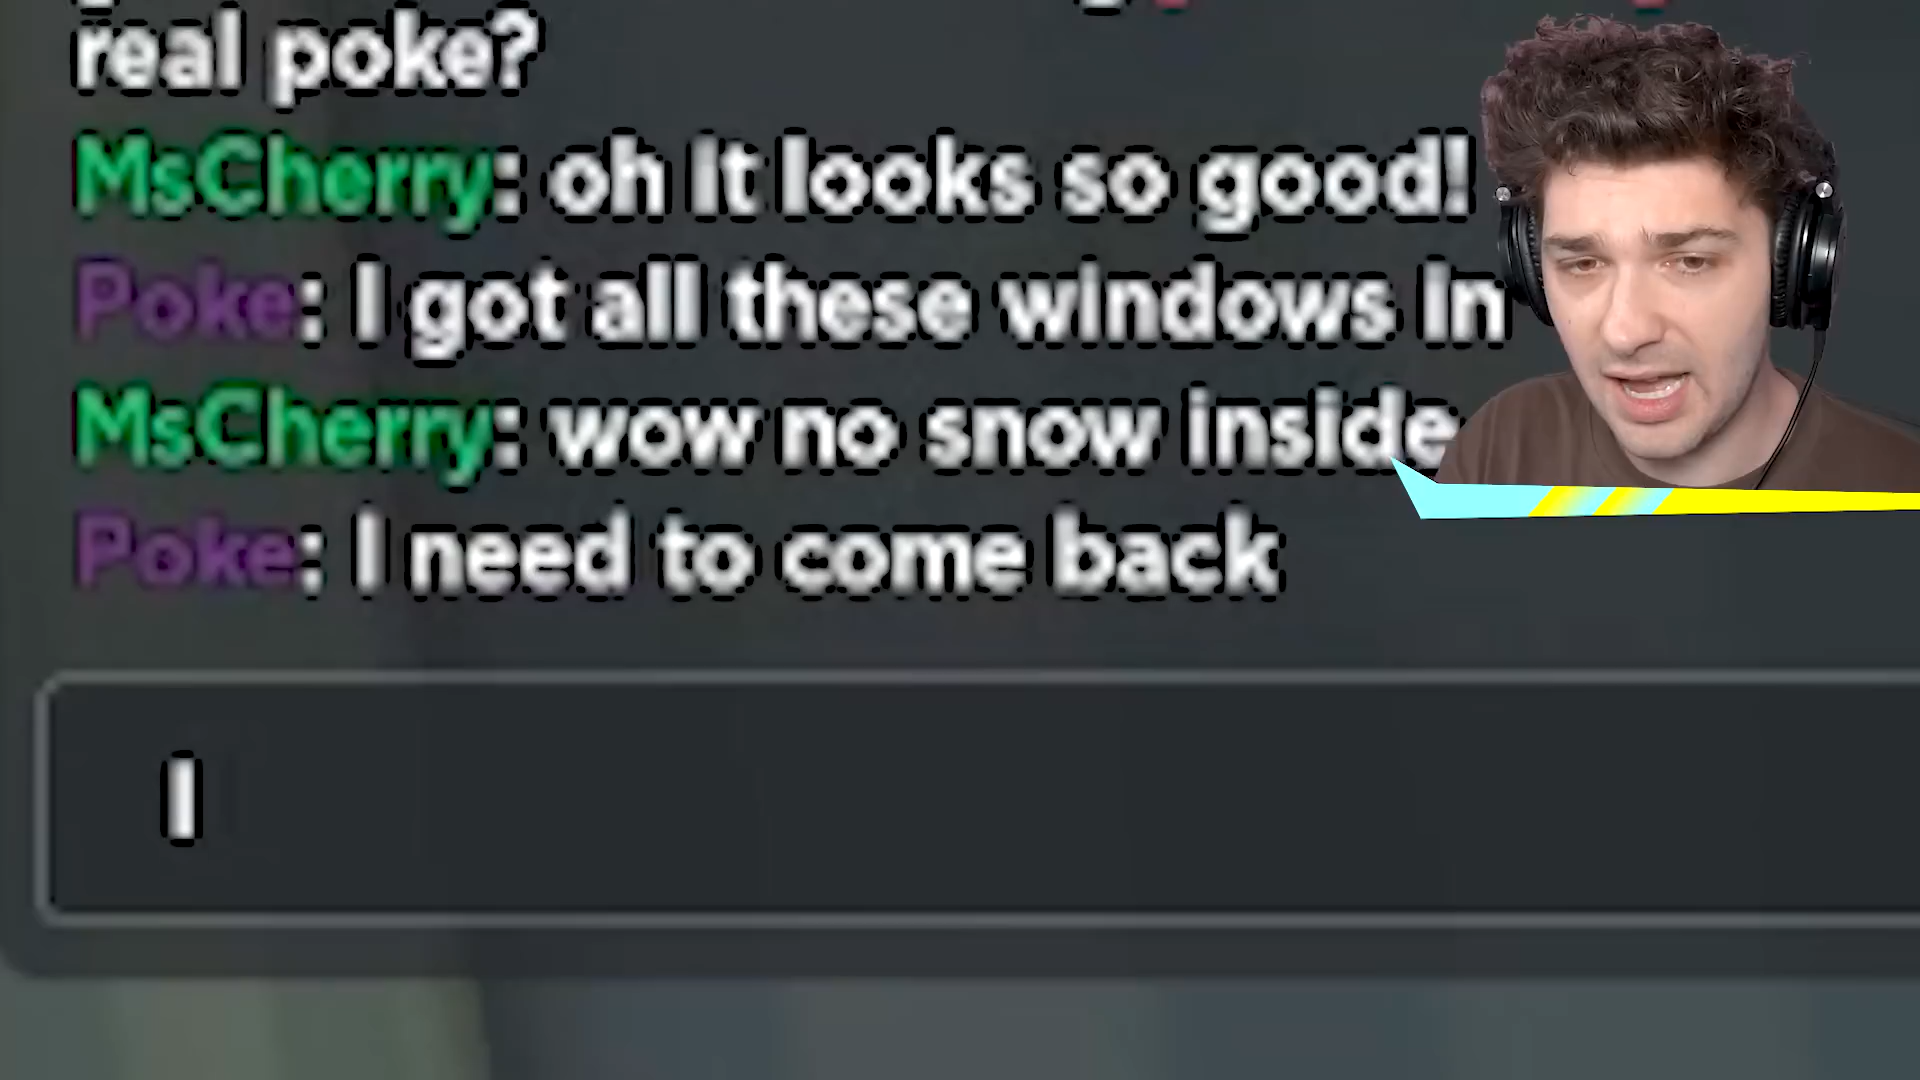 real poke?
MsCherry: oh it looks so good!
Poke: I got all these windows in
MsCherry: wow no snow inside
Poke: I need to come back
I